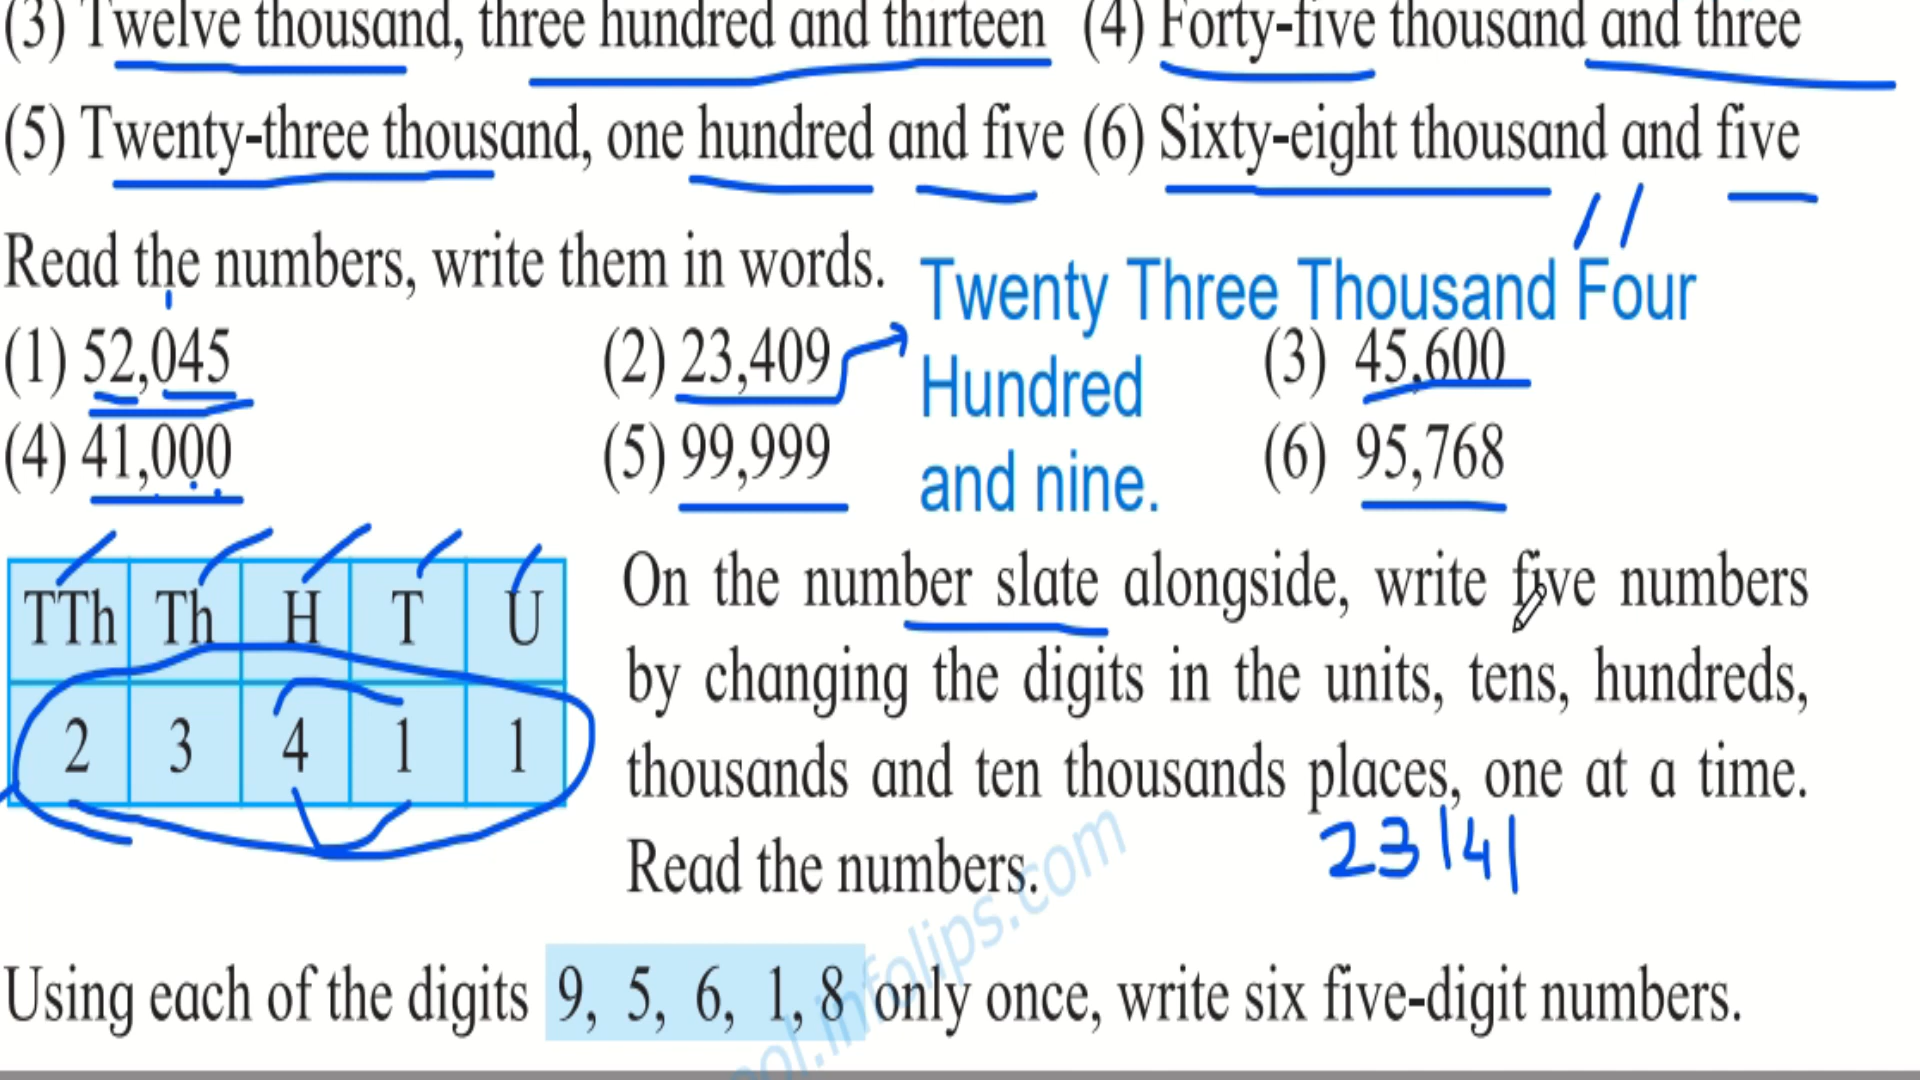 (3) Twelve thousand, three hundred and thirteen (4) Forty-five thousand and three
(5) Twenty-three thousand, one hundred and five (6) Sixty-eight thousand and five
Read the numbers, write them in words.
Twenty Three Thousand Four
Hundred
and nine.
(1) 52,045 (2) 23,409 (3) 45,600
(4) 41,000 (5) 99,999 (6) 95,768
TTh Th H T U
2 3 4 1 1
On the number slate alongside, write five numbers
by changing the digits in the units, tens, hundreds,
thousands and ten thousands places, one at a time.
Read the numbers.
23141
Using each of the digits 9, 5, 6, 1, 8 only once, write six five-digit numbers.
ool.infolips.com